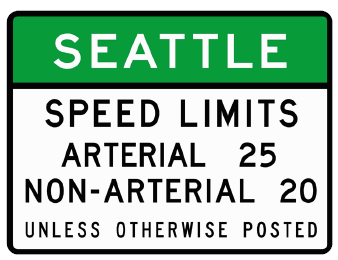 SEATTLE
SPEED LIMITS
ARTERIAL 25
NON-ARTERIAL 20
UNLESS OTHERWISE POSTED